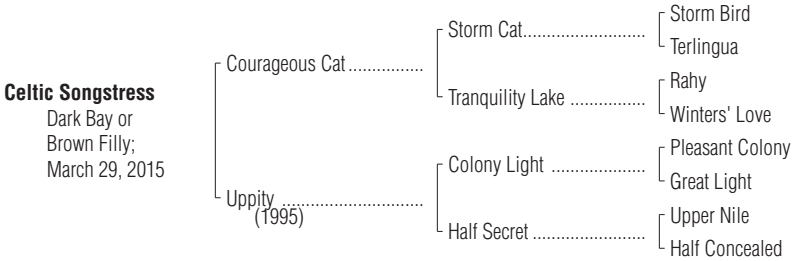 Celtic Songstress
Dark Bay or
Brown Filly;
March 29, 2015
Courageous Cat................
Uppity ..............................
(1995)
Storm Cat..........................
Tranquility Lake ................
Colony Light ....................
Half Secret ........................
Storm Bird
Terlingua
Rahy
Winters' Love
Pleasant Colony
Great Light
Upper Nile
Half Concealed